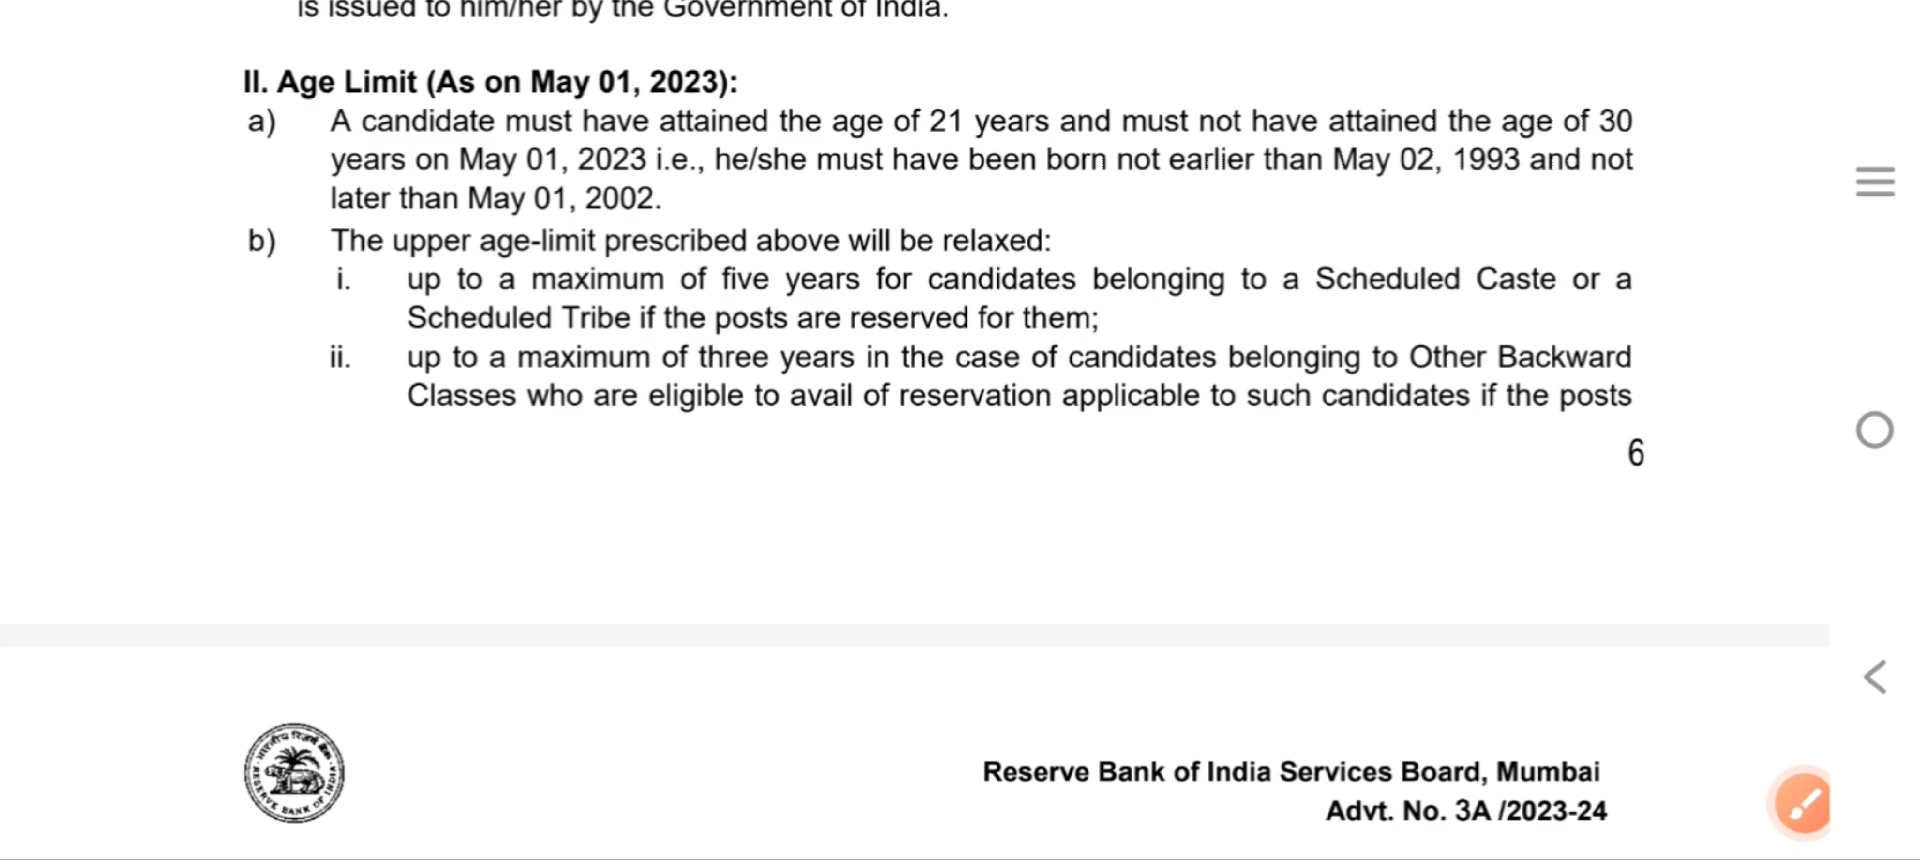 is issued to him/her by the Government of India.
II. Age Limit (As on May 01, 2023):
a) A candidate must have attained the age of 21 years and must not have attained the age of 30
years on May 01, 2023 i.e., he/she must have been born not earlier than May 02, 1993 and not
later than May 01, 2002.
b) The upper age-limit prescribed above will be relaxed:
i. up to a maximum of five years for candidates belonging to a Scheduled Caste or a
Scheduled Tribe if the posts are reserved for them;
ii. up to a maximum of three years in the case of candidates belonging to Other Backward
Classes who are eligible to avail of reservation applicable to such candidates if the posts
6
भारतीय रिज़र्व बैंक
RESERVE BANK OF INDIA
Reserve Bank of India Services Board, Mumbai
Advt. No. 3A /2023-24